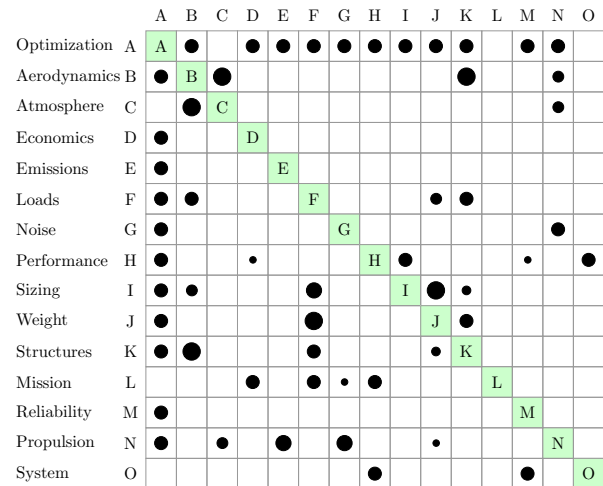 A B C D E F G H I J K L M N O
Optimization A A
Aerodynamics B B
Atmosphere C C
Economics D D
Emissions E E
Loads F F
Noise G G
Performance H H
Sizing I I
Weight J J
Structures K K
Mission L L
Reliability M M
Propulsion N N
System O O